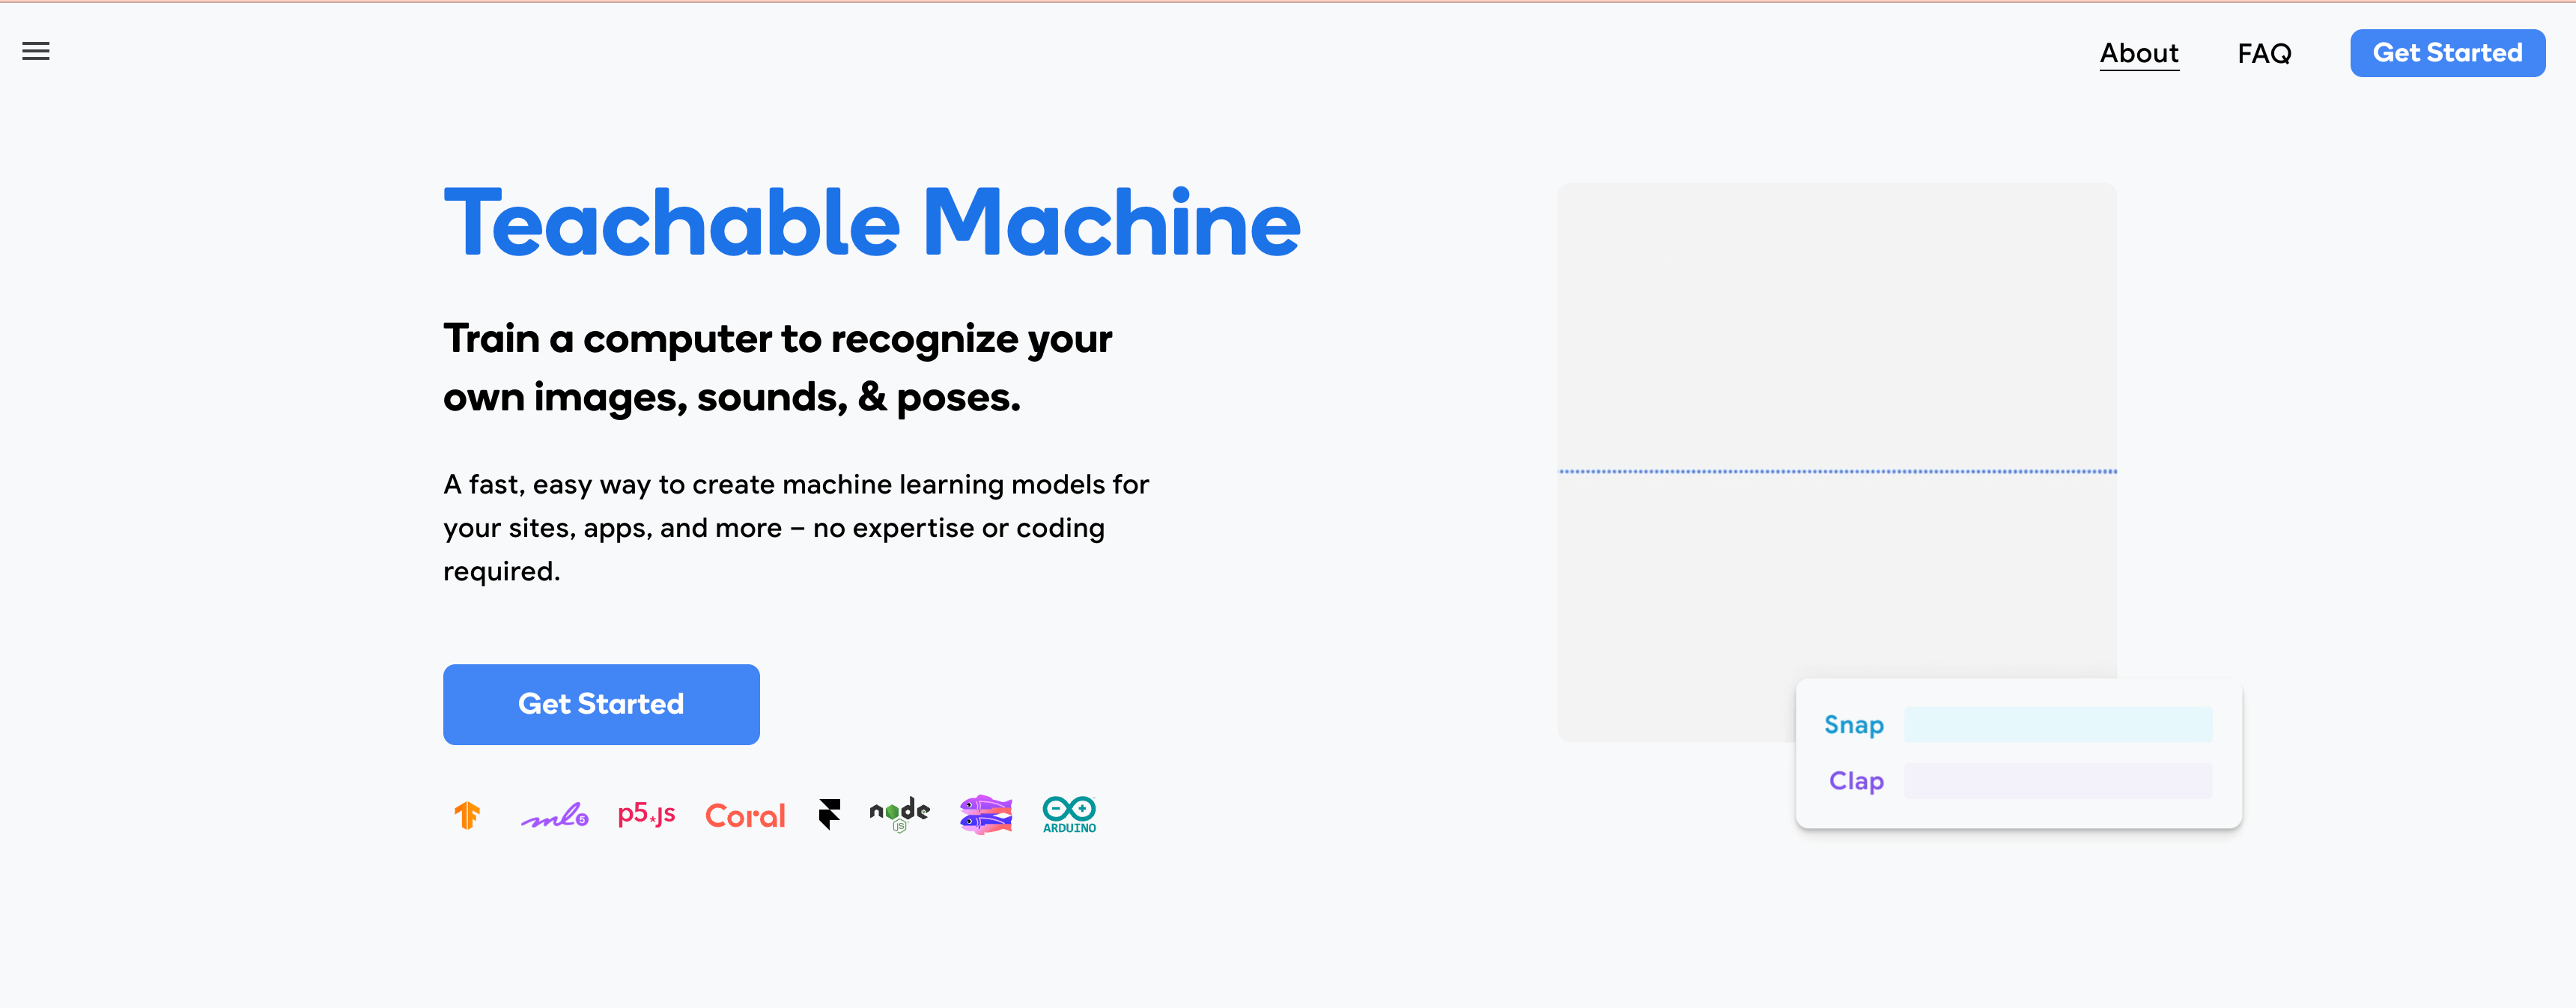 About
FAQ
Get Started
Teachable Machine
Train a computer to recognize your
own images, sounds, & poses.
A fast, easy way to create machine learning models for
your sites, apps, and more – no expertise or coding
required.
Get Started
Snap
Clap
ml5
p5*js
Coral
node
JS
ARDUINO